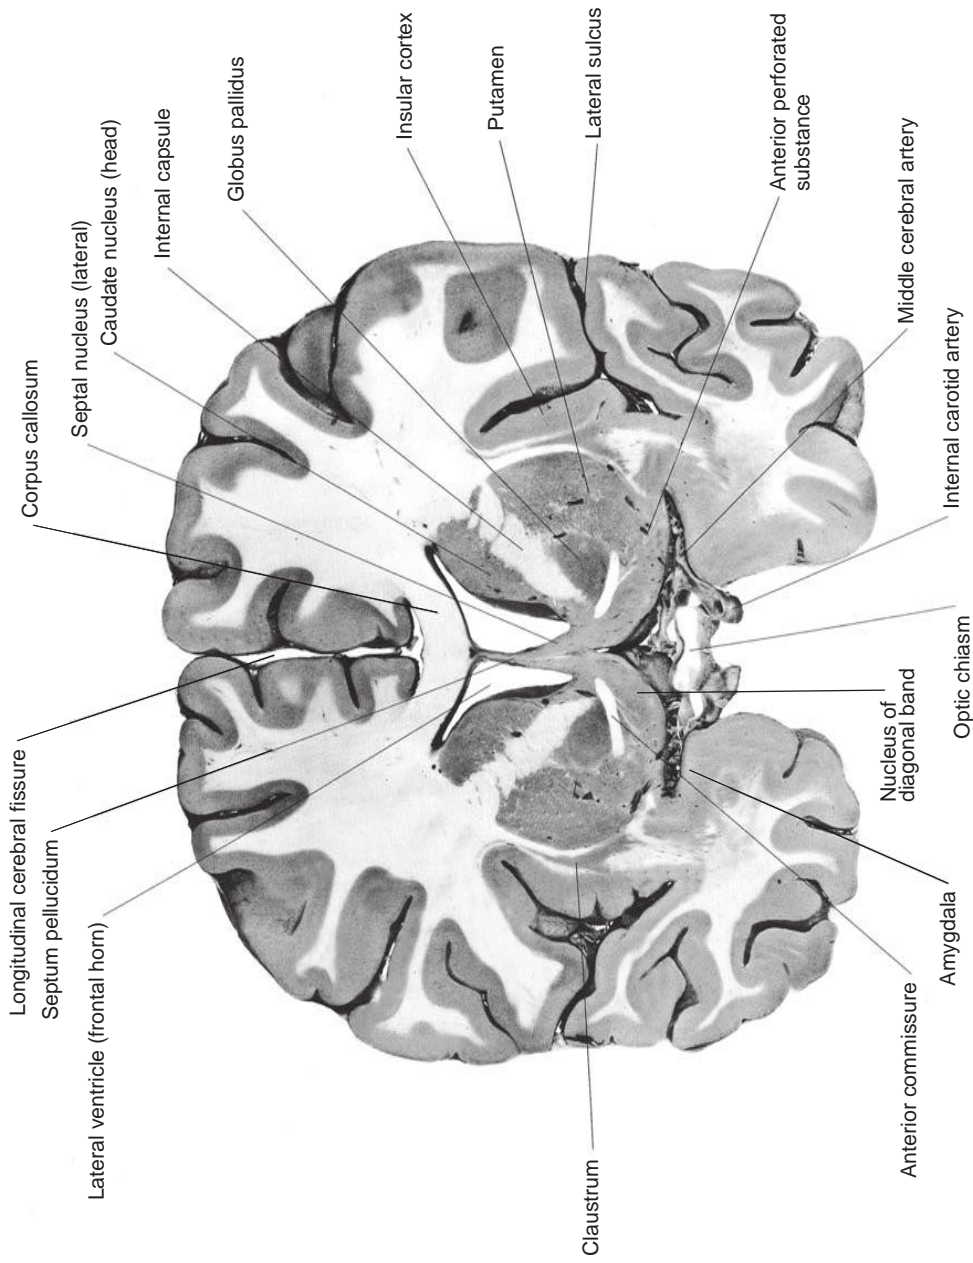 Longitudinal cerebral fissure
Septum pellucidum
Lateral ventricle (frontal horn)
Corpus callosum
Septal nucleus (lateral)
Caudate nucleus (head)
Internal capsule
Globus pallidus
Insular cortex
Putamen
Lateral sulcus
Anterior perforated
substance
Middle cerebral artery
Internal carotid artery
Optic chiasm
Nucleus of
diagonal band
Amygdala
Anterior commissure
Claustrum